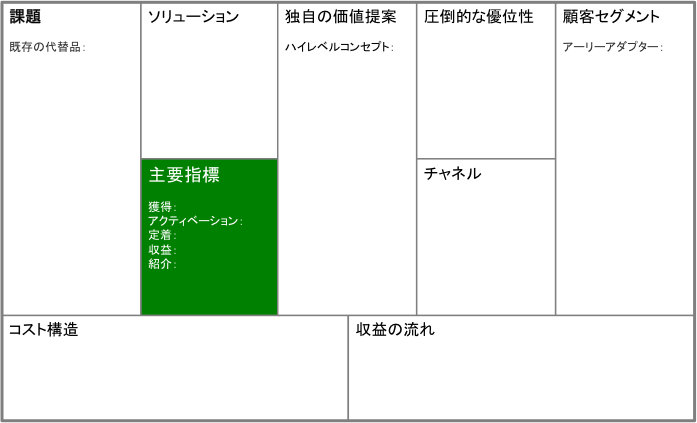 課題
既存の代替品：
ソリューション
主要指標
獲得：
アクティベーション：
定着：
収益：
紹介：
独自の価値提案
ハイレベルコンセプト：
圧倒的な優位性
チャネル
顧客セグメント
アーリーアダプター：
コスト構造
収益の流れ